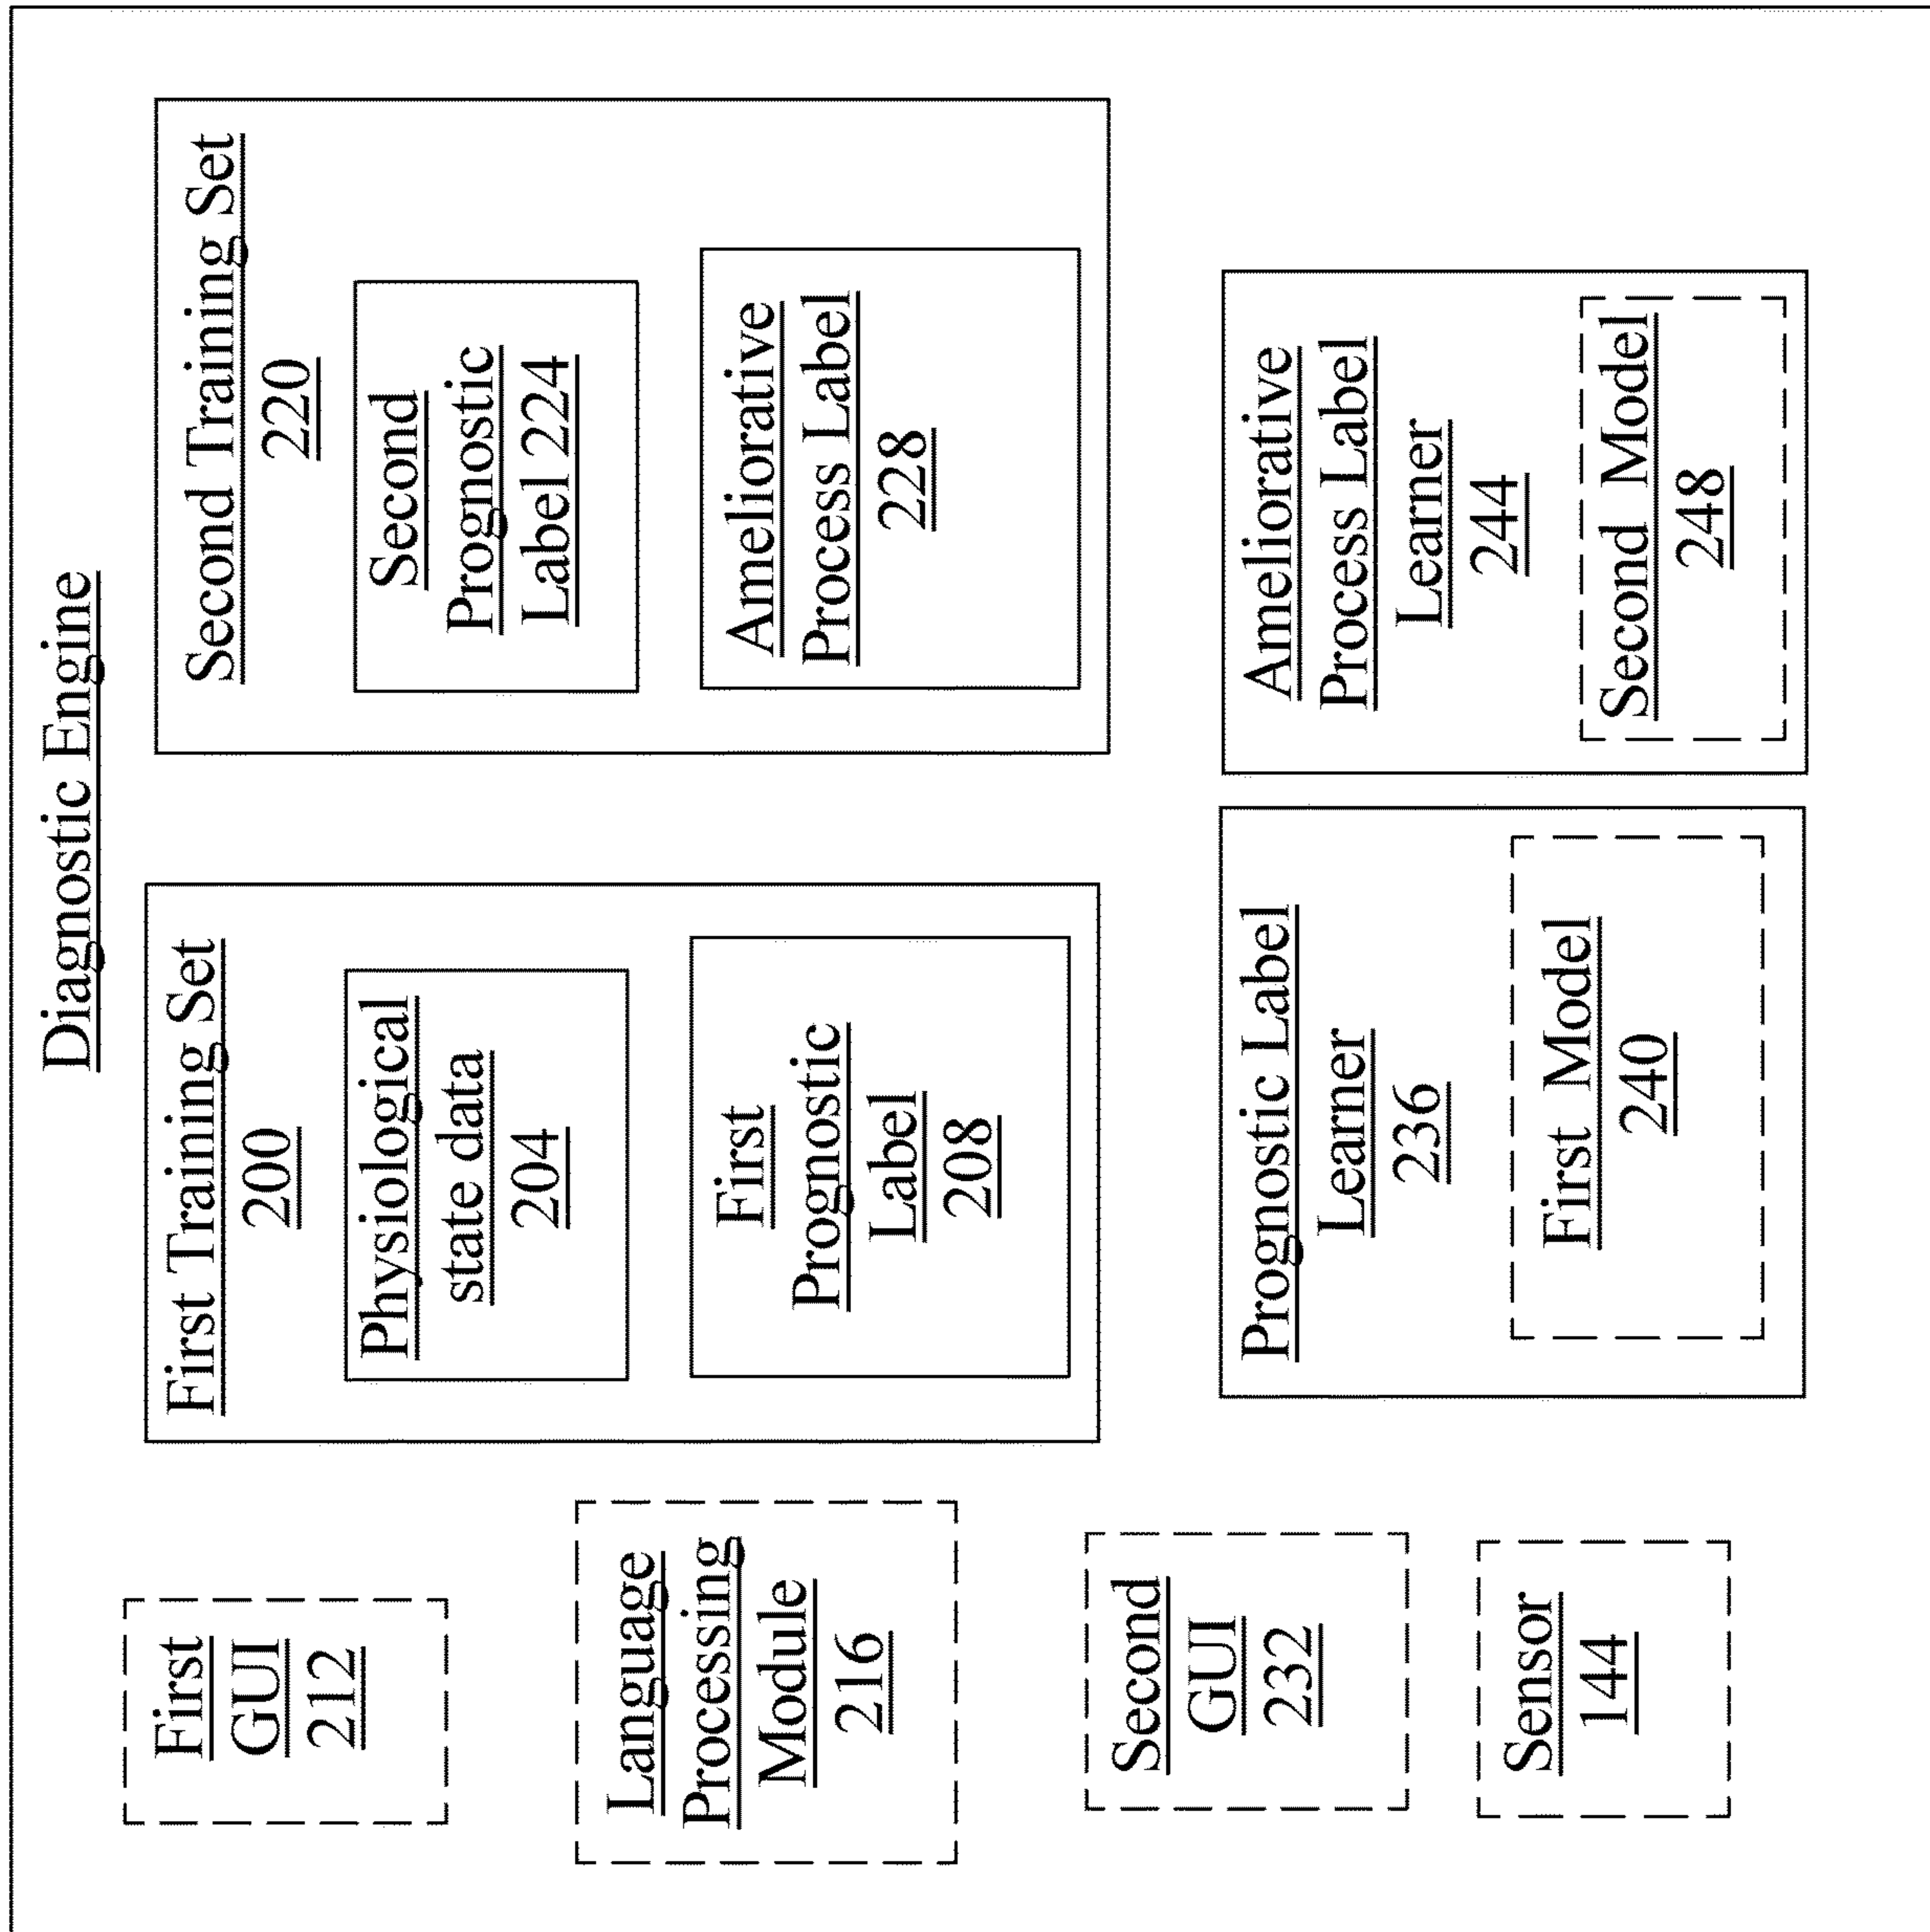 Diagnostic Engine
First
GUI
212
Language
Processing
Module
216
Second
GUI
232
Sensor
144
First Training Set
200
Physiological
state data
204
First
Prognostic
Label
208
Prognostic Label
Learner
236
First Model
240
Second Training Set
220
Second
Prognostic
Label 224
Ameliorative
Process Label
228
Ameliorative
Process Label
Learner
244
Second Model
248